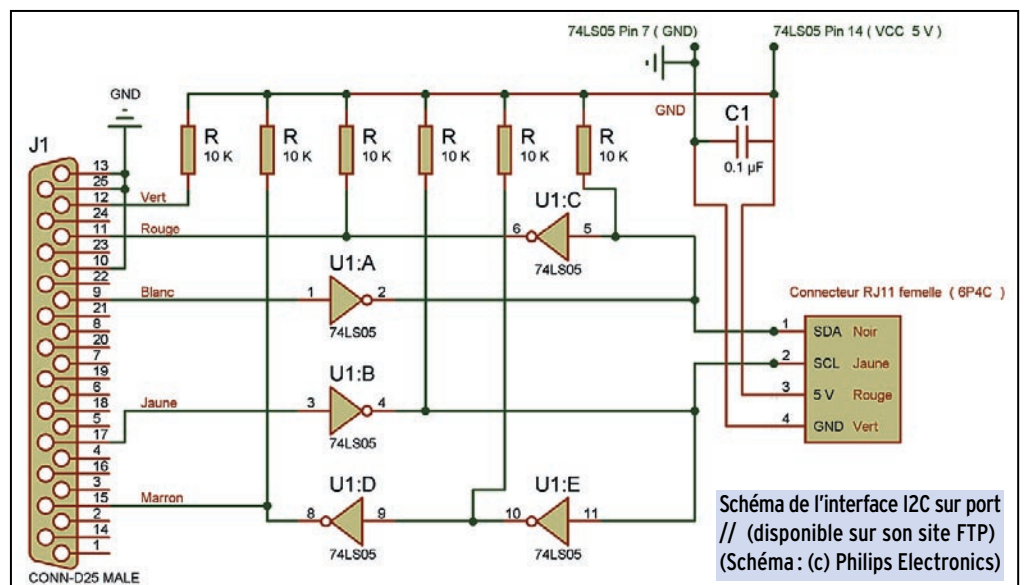 74LS05 Pin 7 ( GND)
74LS05 Pin 14 ( VCC 5 V )
GND
GND
C1
0.1 µF
J1
R
10 K
R
10 K
R
10 K
R
10 K
R
10 K
R
10 K
13
25
12
24
11
23
10
22
9
21
8
20
7
19
6
18
5
17
4
16
3
15
2
14
1
CONN-D25 MALE
Vert
Rouge
Blanc
Jaune
Marron
U1:C
6
5
74LS05
U1:A
1
2
74LS05
U1:B
3
4
74LS05
U1:D
8
9
74LS05
U1:E
10
11
74LS05
Connecteur RJ11 femelle ( 6P4C )
1 SDA Noir
2 SCL Jaune
3 5 V Rouge
4 GND Vert
Schéma de l'interface I2C sur port
// (disponible sur son site FTP)
(Schéma : (c) Philips Electronics)